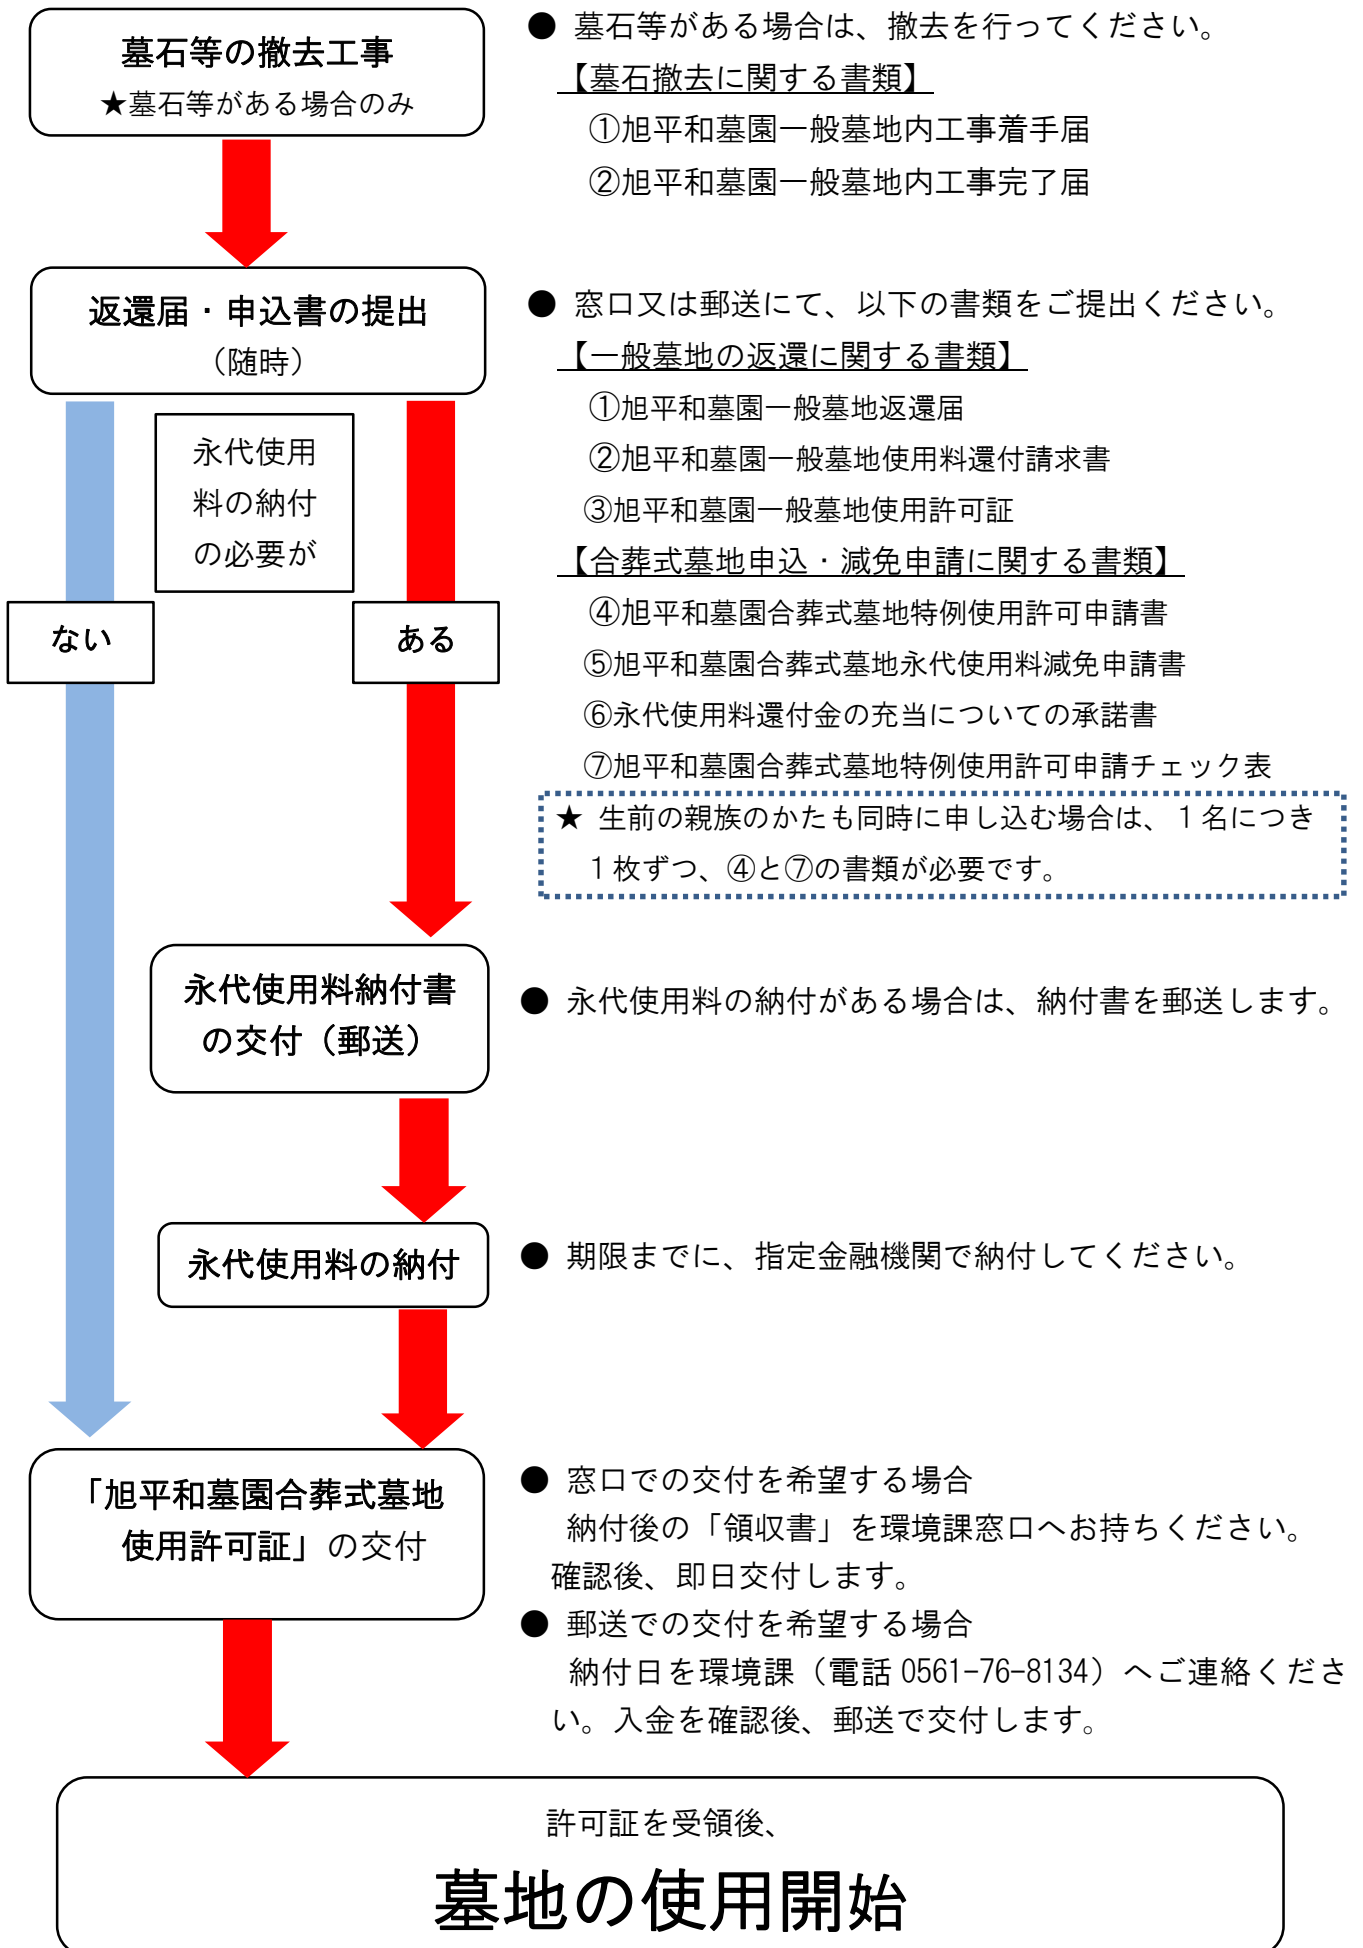 墓石等の撤去工事
★墓石等がある場合のみ
● 墓石等がある場合は、撤去を行ってください。
【墓石撤去に関する書類】
①旭平和墓園一般墓地内工事着手届
②旭平和墓園一般墓地内工事完了届
返還届・申込書の提出
（随時）
● 窓口又は郵送にて、以下の書類をご提出ください。
【一般墓地の返還に関する書類】
①旭平和墓園一般墓地返還届
②旭平和墓園一般墓地使用料還付請求書
③旭平和墓園一般墓地使用許可証
【合葬式墓地申込・減免申請に関する書類】
④旭平和墓園合葬式墓地特例使用許可申請書
⑤旭平和墓園合葬式墓地永代使用料減免申請書
⑥永代使用料還付金の充当についての承諾書
⑦旭平和墓園合葬式墓地特例使用許可申請チェック表
★ 生前の親族のかたも同時に申し込む場合は、１名につき
１枚ずつ、④と⑦の書類が必要です。
永代使用
料の納付
の必要が
ない
ある
永代使用料納付書
の交付（郵送）
● 永代使用料の納付がある場合は、納付書を郵送します。
永代使用料の納付
● 期限までに、指定金融機関で納付してください。
「旭平和墓園合葬式墓地
使用許可証」の交付
● 窓口での交付を希望する場合
納付後の「領収書」を環境課窓口へお持ちください。
確認後、即日交付します。
● 郵送での交付を希望する場合
納付日を環境課（電話 0561-76-8134）へご連絡くださ
い。入金を確認後、郵送で交付します。
許可証を受領後、
墓地の使用開始